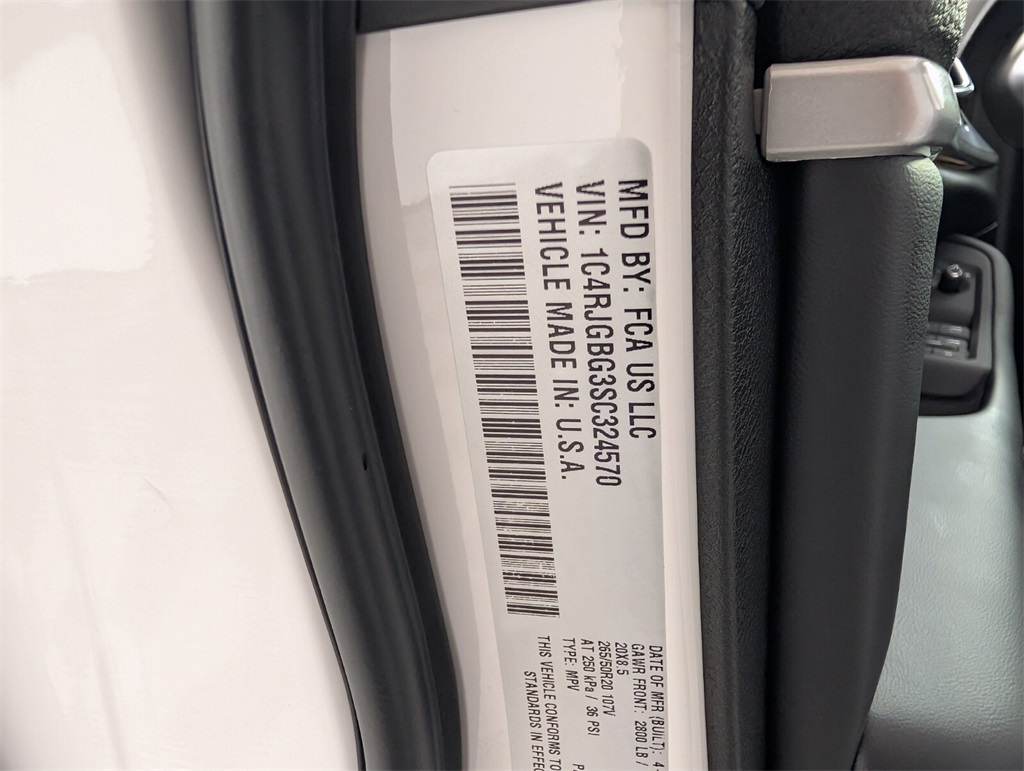 MFD BY: FCA US LLC
VIN: 1C4RJGBG3SC324570
VEHICLE MADE IN: U.S.A.
DATE OF MFR (BUILT): 4-
GAWR FRONT: 2800 LB /
20X8.5
265/50R20 107V
AT 250 kPa / 36 PSI
TYPE: MPV
THIS VEHICLE CONFORMS TO
STANDARDS IN EFFEC